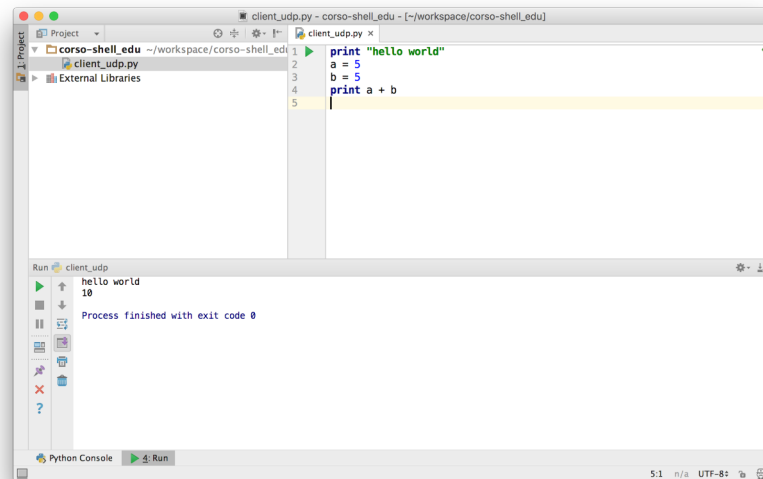 client_udp.py - corso-shell_edu - [~/workspace/corso-shell_edu]
1: Project
Project
client_udp.py
corso-shell_edu ~/workspace/corso-shell_edu
client_udp.py
External Libraries
1 print "hello world"
2 a = 5
3 b = 5
4 print a + b
5
Run client_udp
hello world
10
Process finished with exit code 0
Python Console
4: Run
5:1 n/a UTF-8